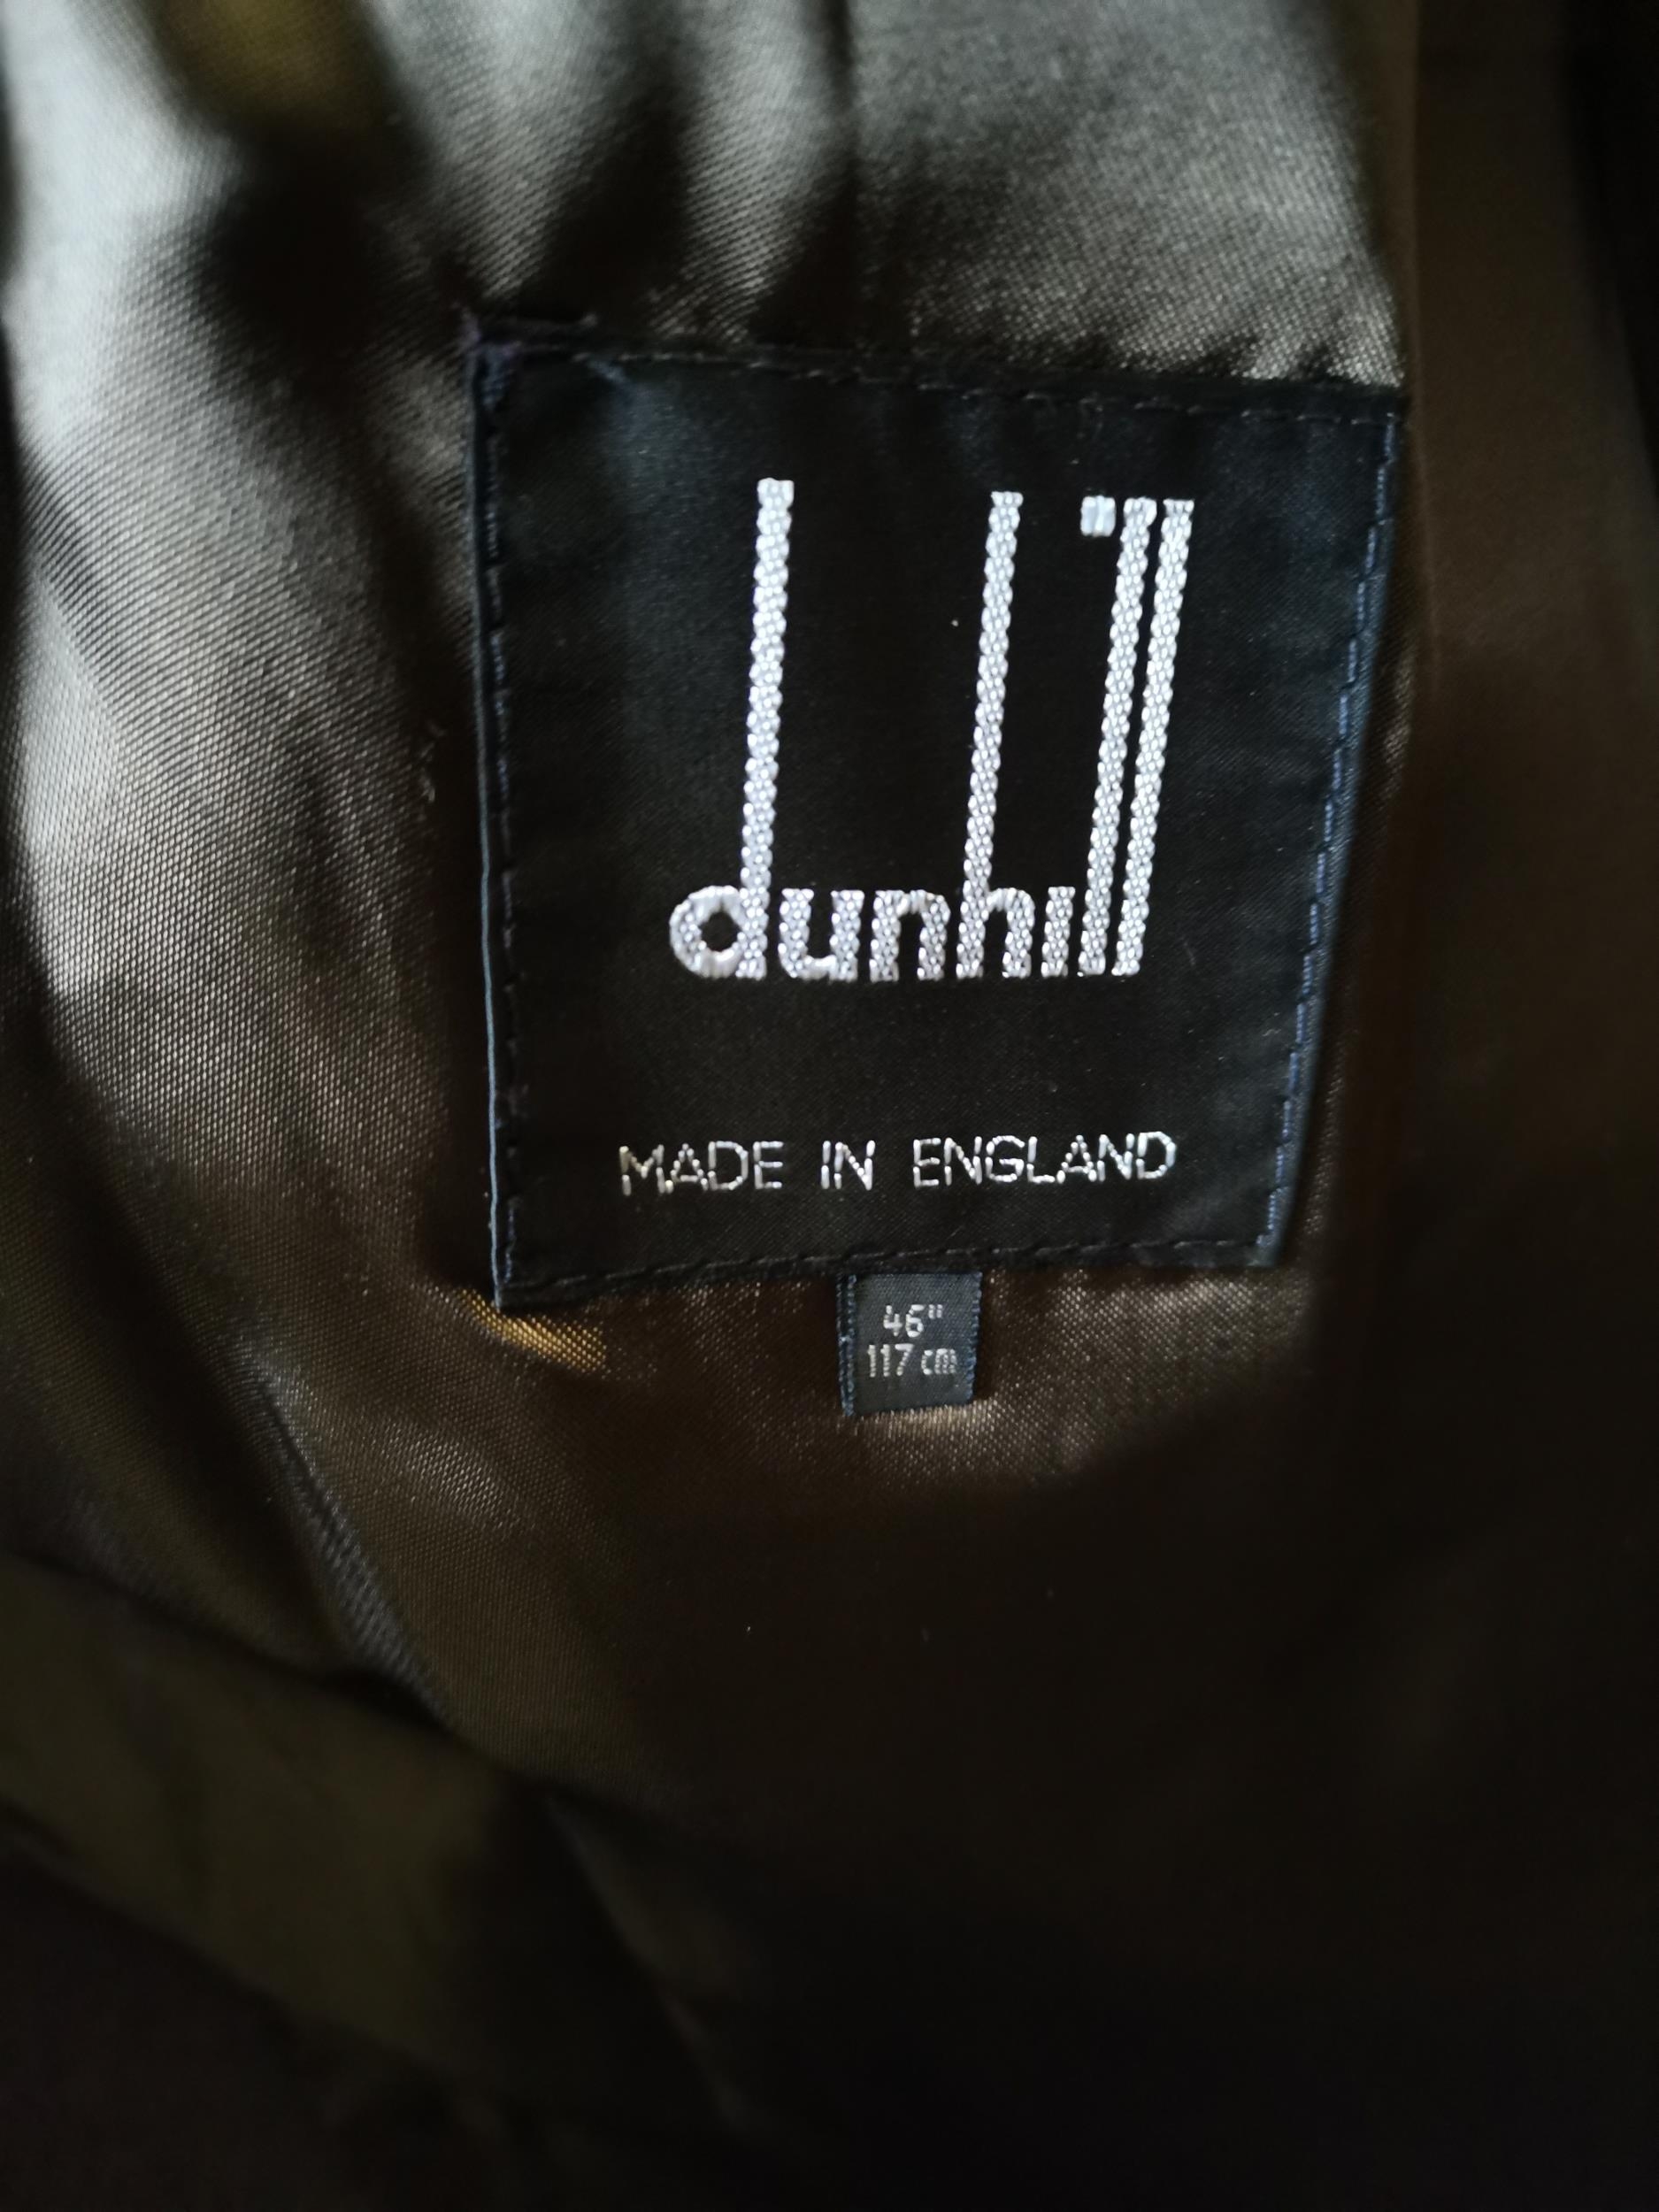 dunhill
MADE IN ENGLAND
46"
117 cm